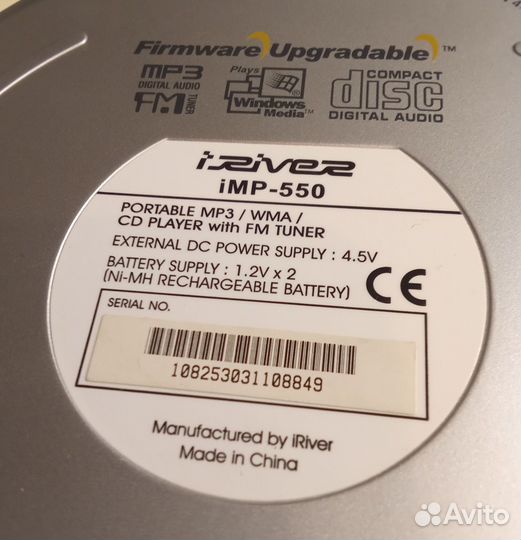 Firmware Upgradable™
MP3
DIGITAL AUDIO
FM TUNER
Plays
Windows
Media™
COMPACT
disc
DIGITAL AUDIO
iRiver
iMP-550
PORTABLE MP3 / WMA /
CD PLAYER with FM TUNER
EXTERNAL DC POWER SUPPLY : 4.5V
BATTERY SUPPLY : 1.2V x 2
(Ni-MH RECHARGEABLE BATTERY)
CE
SERIAL NO.
108253031108849
Manufactured by iRiver
Made in China
Avito